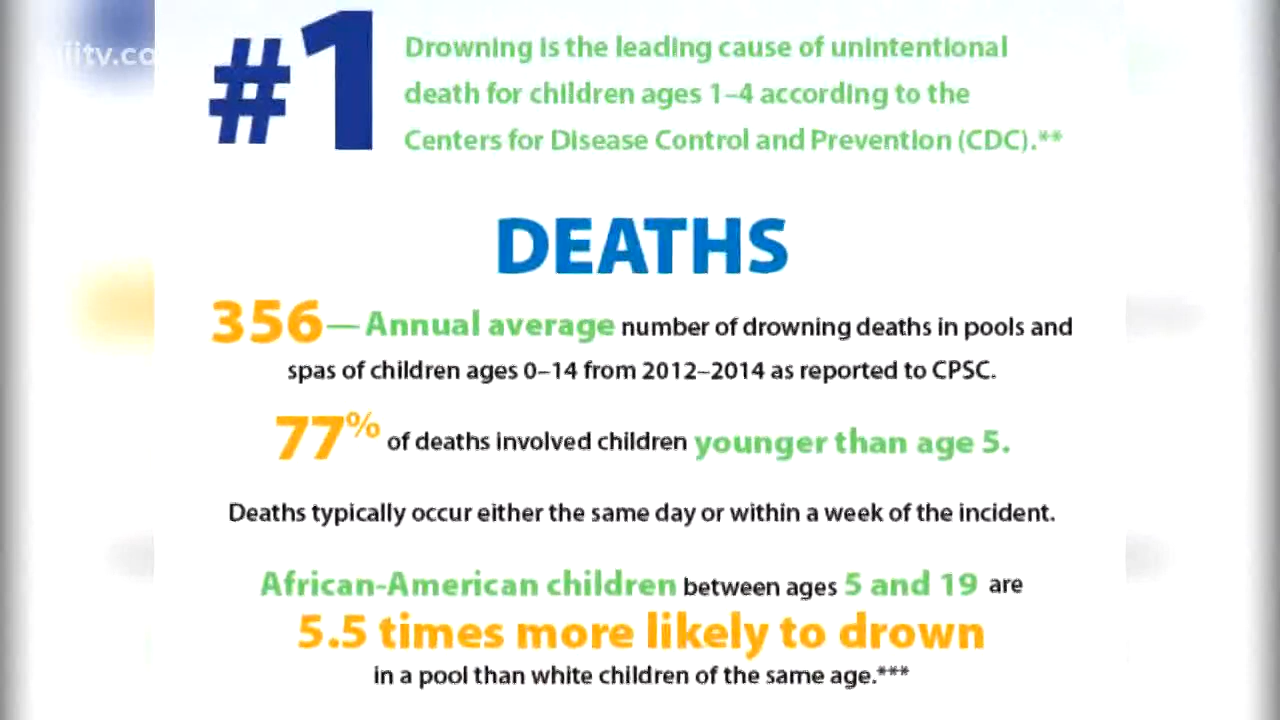 #1
Drowning is the leading cause of unintentional
death for children ages 1–4 according to the
Centers for Disease Control and Prevention (CDC).**
DEATHS
356—Annual average number of drowning deaths in pools and
spas of children ages 0–14 from 2012–2014 as reported to CPSC.
77% of deaths involved children younger than age 5.
Deaths typically occur either the same day or within a week of the incident.
African-American children between ages 5 and 19 are
5.5 times more likely to drown
in a pool than white children of the same age.***